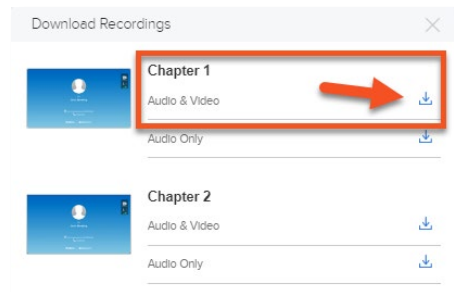 Download Recordings
Chapter 1
Audio & Video
Audio Only
Chapter 2
Audio & Video
Audio Only